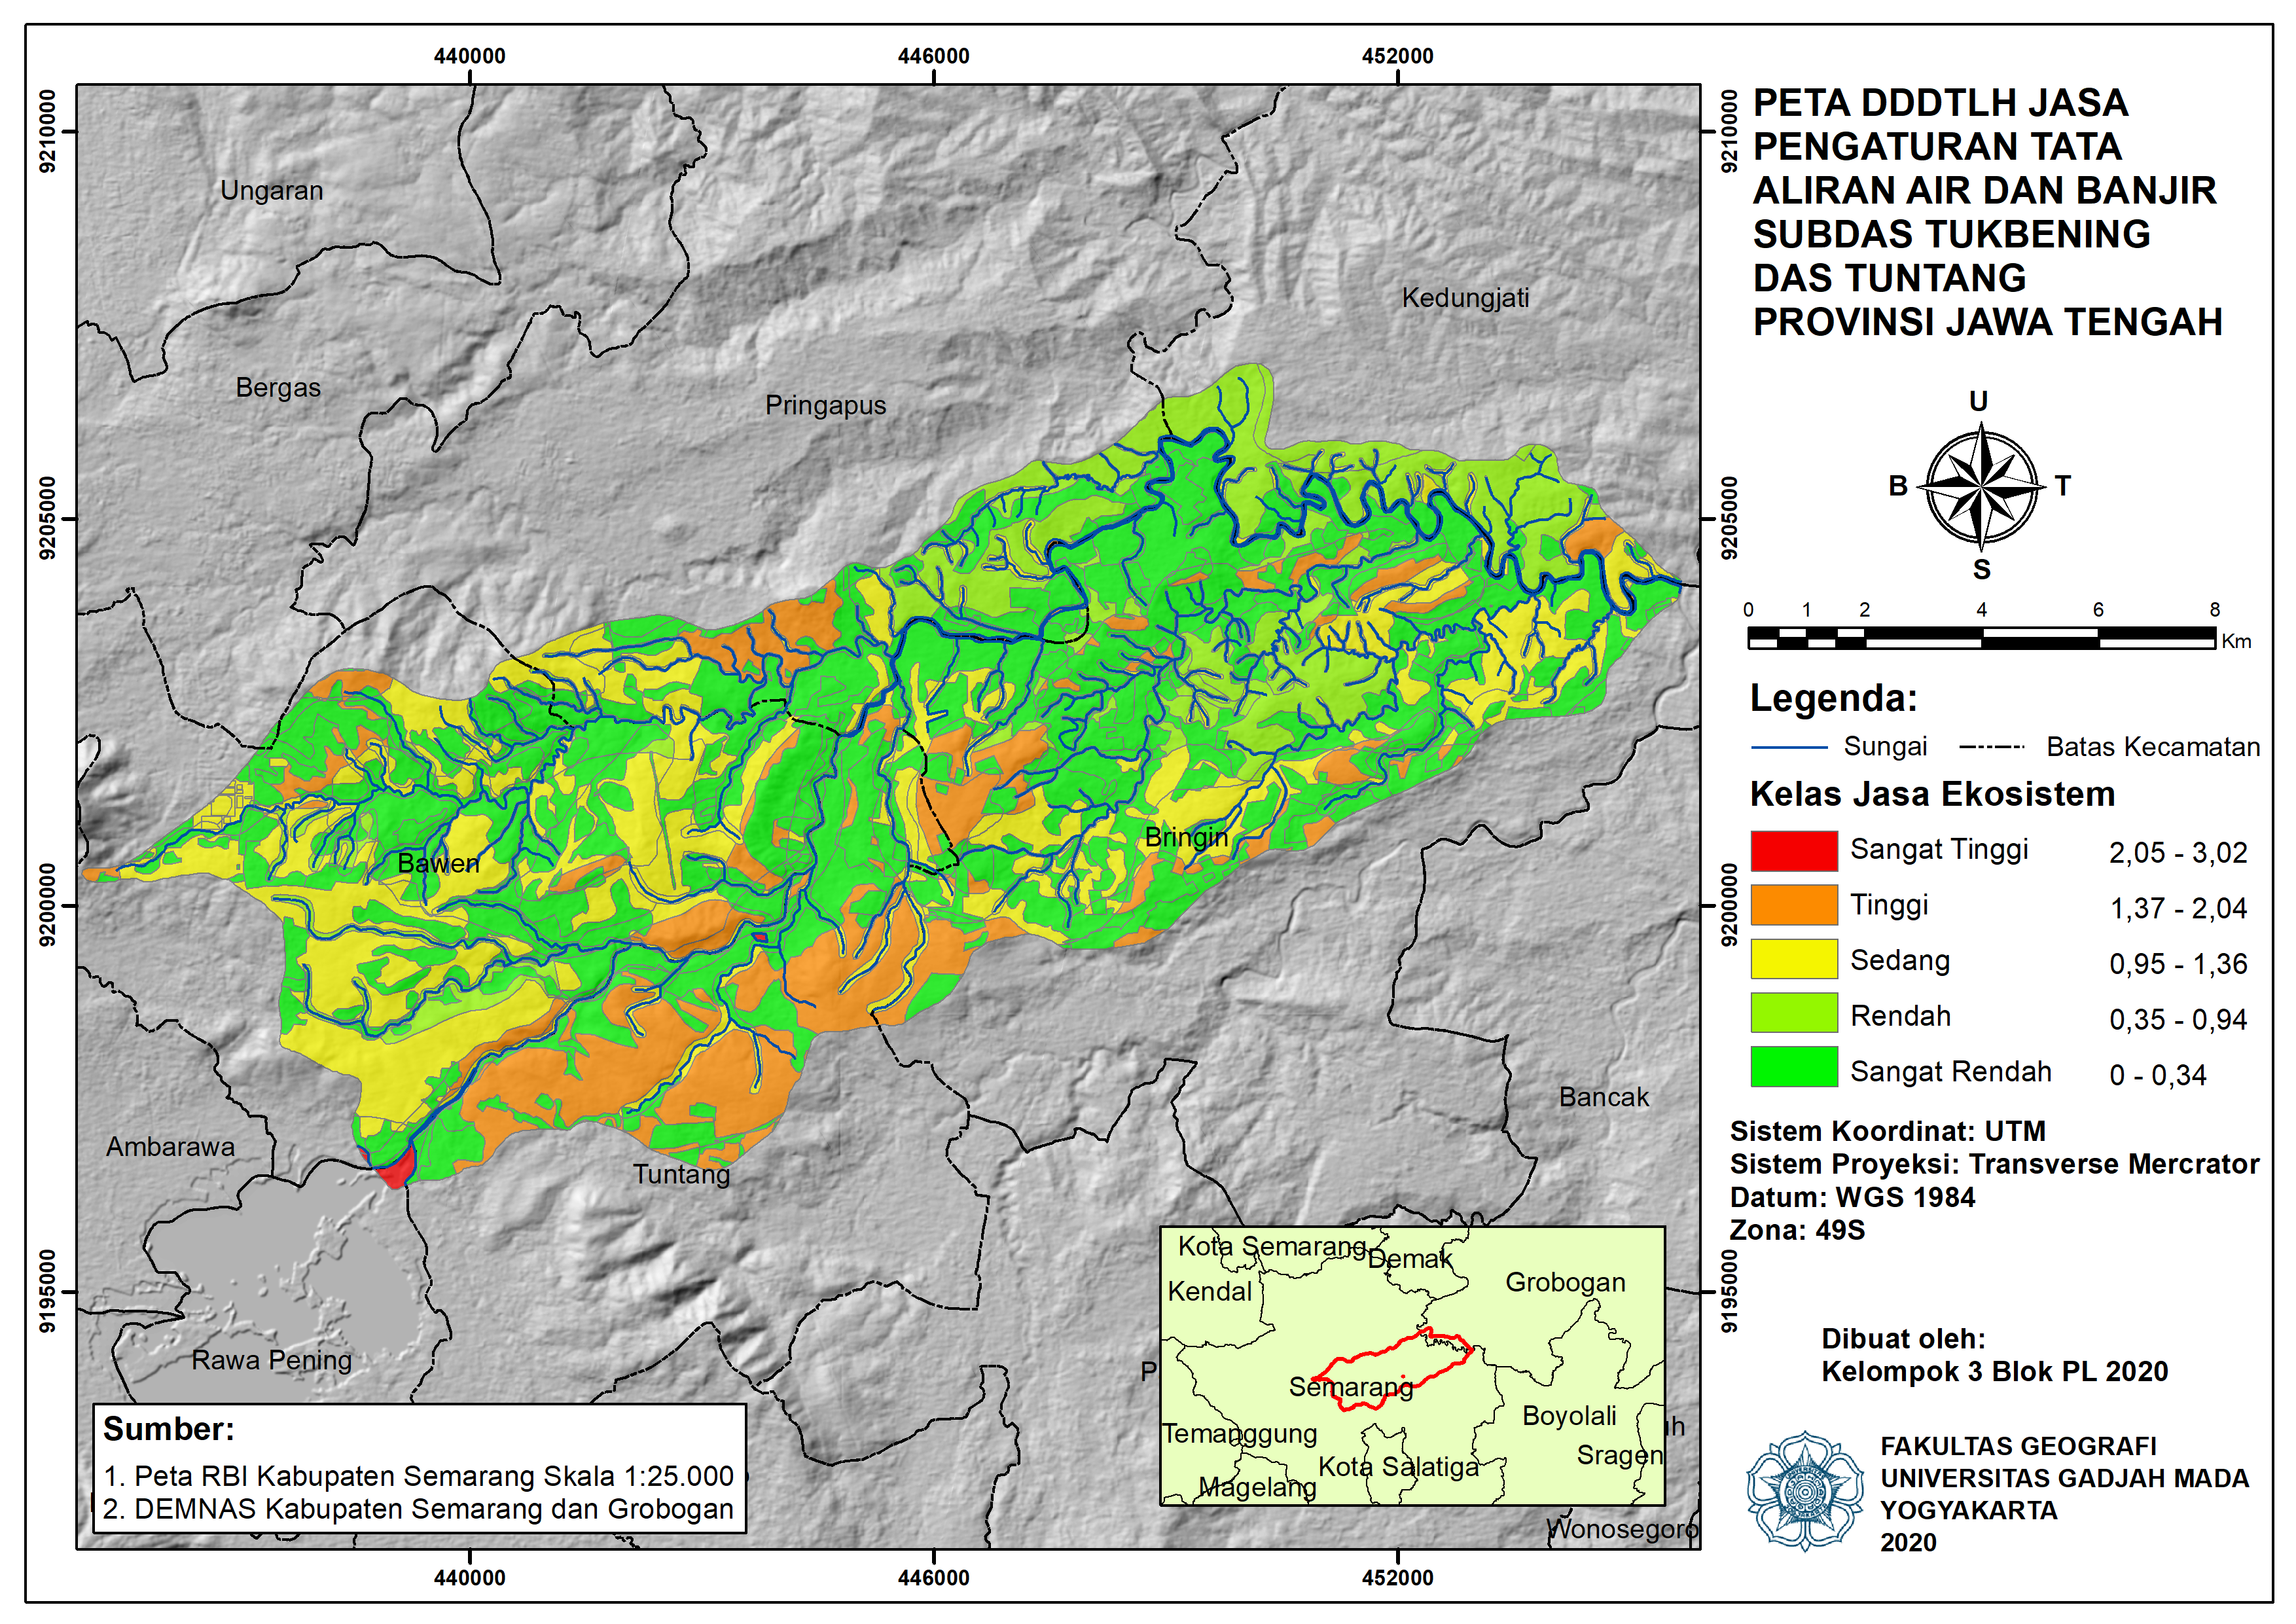 PETA DDDTLH JASA
PENGATURAN TATA
ALIRAN AIR DAN BANJIR
SUBDAS TUKBENING
DAS TUNTANG
PROVINSI JAWA TENGAH
U
B
T
S
0 1 2 4 6 8
Km
Legenda:
Sungai
Batas Kecamatan
Kelas Jasa Ekosistem
Sangat Tinggi 2,05 - 3,02
Tinggi 1,37 - 2,04
Sedang 0,95 - 1,36
Rendah 0,35 - 0,94
Sangat Rendah 0 - 0,34
Sistem Koordinat: UTM
Sistem Proyeksi: Transverse Mercrator
Datum: WGS 1984
Zona: 49S
Dibuat oleh:
Kelompok 3 Blok PL 2020
FAKULTAS GEOGRAFI
UNIVERSITAS GADJAH MADA
YOGYAKARTA
2020
440000 446000 452000
9210000
9205000
9200000
9195000
9210000
9205000
9200000
9195000
440000 446000 452000
Ungaran
Kedungjati
Bergas
Pringapus
Bringin
Bawen
Bancak
Ambarawa
Tuntang
Rawa Pening
P
Wonosegoro
Kota Semarang
Demak
Kendal
Grobogan
Semarang
Boyolali
Temanggung
Kota Salatiga
Sragen
Magelang
Sumber:
1. Peta RBI Kabupaten Semarang Skala 1:25.000
2. DEMNAS Kabupaten Semarang dan Grobogan